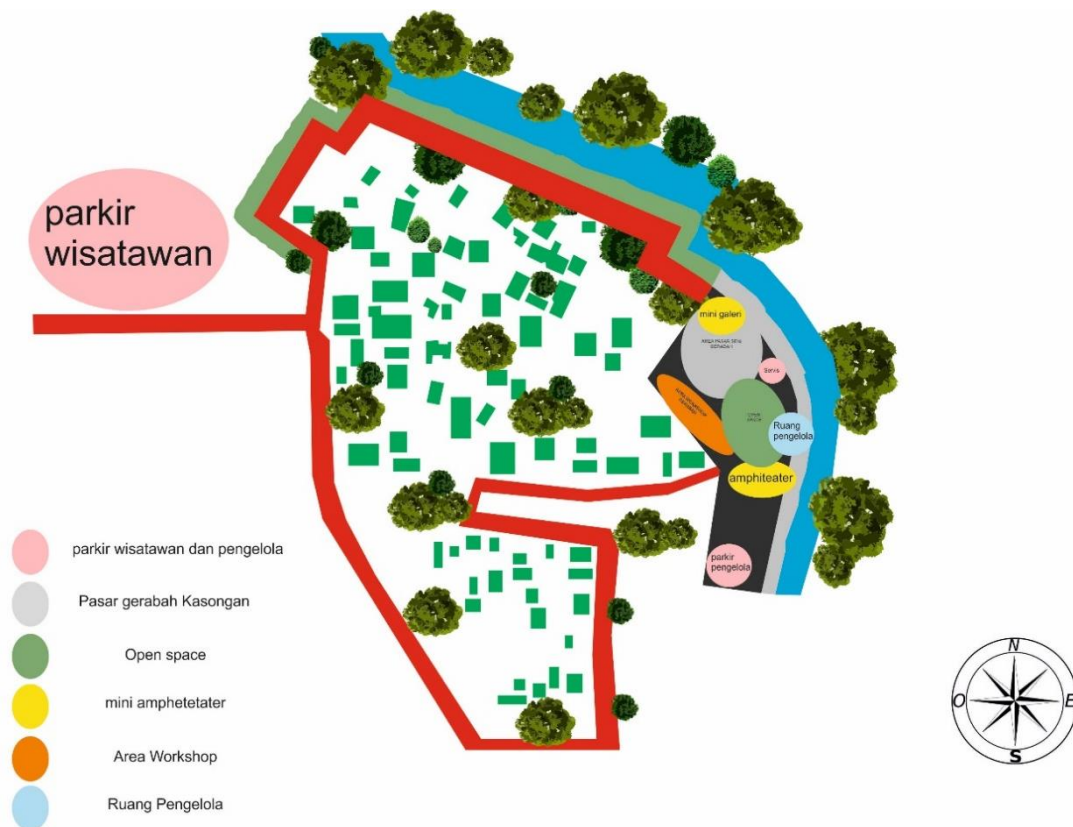 parkir
wisatawan
mini galeri
Servis
Ruang
pengelola
amphiteater
parkir
pengelola
parkir wisatawan dan pengelola
Pasar gerabah Kasongan
Open space
mini amphetetater
Area Workshop
Ruang Pengelola
N
O
E
S